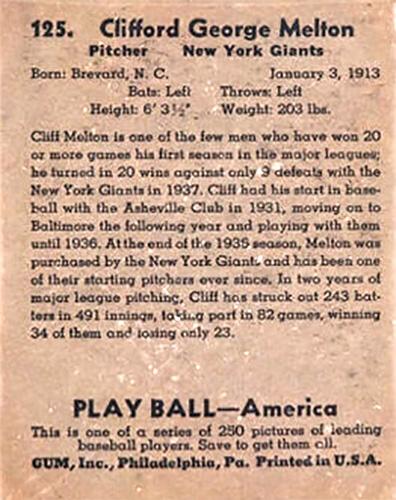 125. Clifford George Melton
Pitcher New York Giants
Born: Brevard, N. C. January 3, 1913
Bats: Left Throws: Left
Height: 6' 3½" Weight: 203 lbs.
Cliff Melton is one of the few men who have won 20
or more games his first season in the major leagues;
he turned in 20 wins against only 9 defeats with the
New York Giants in 1937. Cliff had his start in base-
ball with the Asheville Club in 1931, moving on to
Baltimore the following year and playing with them
until 1936. At the end of the 1936 season, Melton was
purchased by the New York Giants and has been one
of their starting pitchers ever since. In two years of
major league pitching, Cliff has struck out 243 bat-
ters in 491 innings, taking part in 82 games, winning
34 of them and losing only 23.
PLAY BALL—America
This is one of a series of 250 pictures of leading
baseball players. Save to get them all.
GUM, Inc., Philadelphia, Pa. Printed in U.S.A.